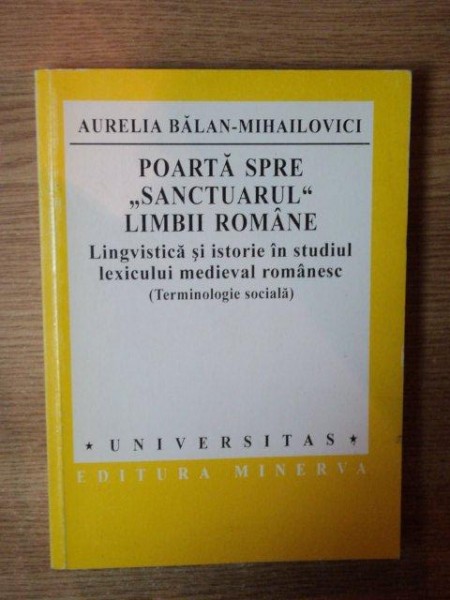 AURELIA BĂLAN-MIHAILOVICI
POARTĂ SPRE
„SANCTUARUL“
LIMBII ROMÂNE
Lingvistică şi istorie în studiul
lexicului medieval românesc
(Terminologie socială)
* UNIVERSITAS *
EDITURA MINERVA